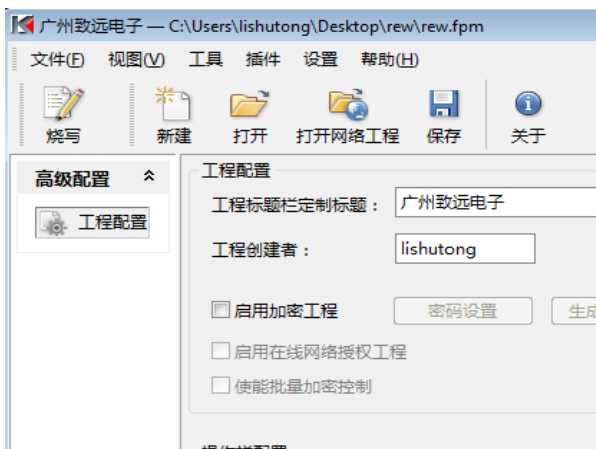 广州致远电子 — C:\Users\lishutong\Desktop\rew\rew.fpm
文件(F) 视图(V) 工具 插件 设置 帮助(H)
烧写 新建 打开 打开网络工程 保存 关于
高级配置
工程配置
工程配置
工程标题栏定制标题： 广州致远电子
工程创建者： lishutong
启用加密工程 密码设置 生成
启用在线网络授权工程
使能批量加密控制